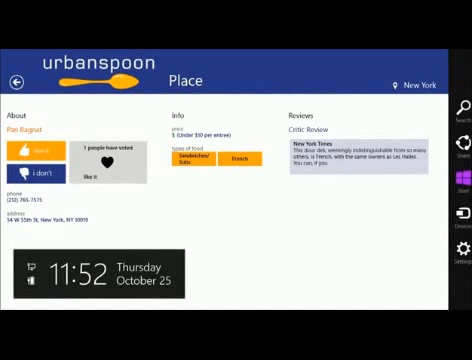 urbanspoon
Place
New York
About
Pan Bagnat
like it
i don't
1 people have voted
like it
phone
(212) 765-7575
address
54 W 55th St, New York, NY 10019
Info
price
$ (Under $10 per entree)
types of food
Sandwiches/
Subs
French
Reviews
Critic Review
New York Times
This dour deli, seemingly indistinguishable from so many
others, is French, with the same owners as Les Halles.
You can, if you
Search
Share
Start
Devices
Settings
11:52
Thursday
October 25